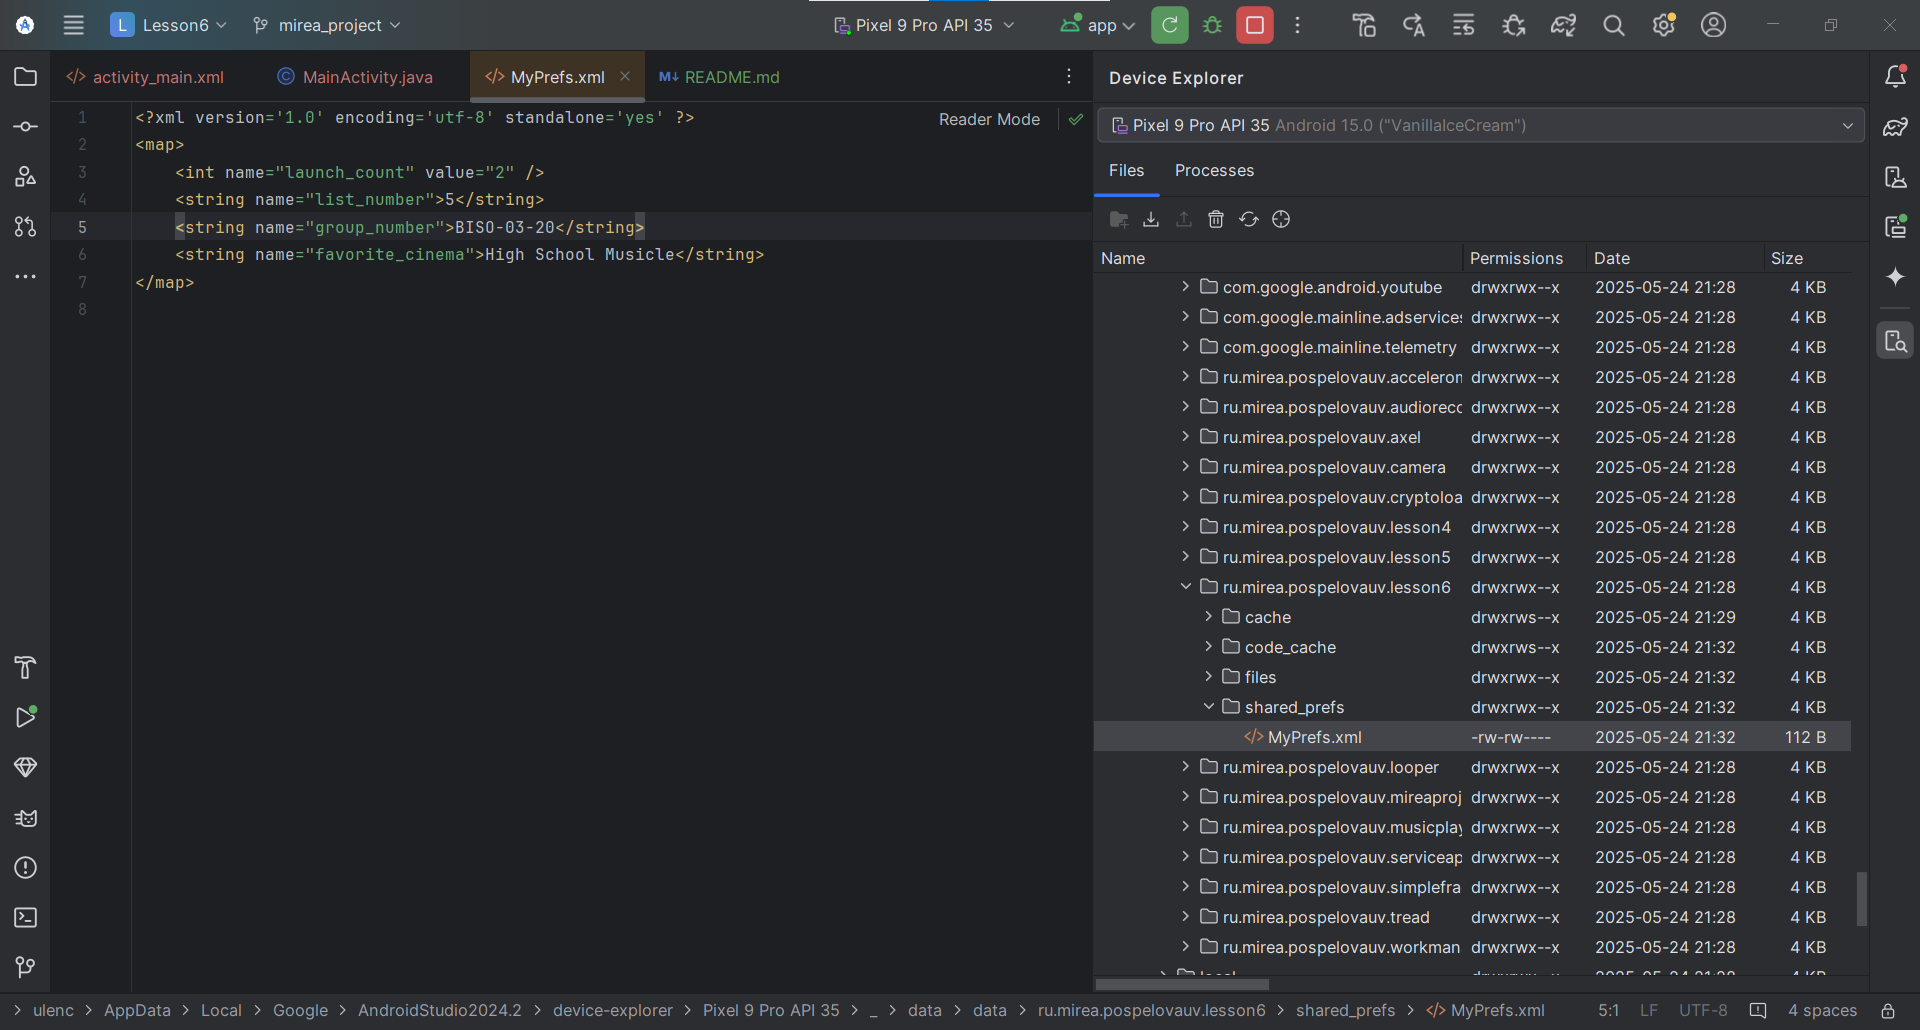 L Lesson6 mirea_project Pixel 9 Pro API 35 app
activity_main.xml MainActivity.java MyPrefs.xml README.md
Reader Mode
1 <?xml version='1.0' encoding='utf-8' standalone='yes' ?>
2 <map>
3 <int name="launch_count" value="2" />
4 <string name="list_number">5</string>
5 <string name="group_number">BISO-03-20</string>
6 <string name="favorite_cinema">High School Musicle</string>
7 </map>
8
Device Explorer
Pixel 9 Pro API 35 Android 15.0 ("VanillaIceCream")
Files Processes
Name Permissions Date Size
com.google.android.youtube drwxrwx--x 2025-05-24 21:28 4 KB
com.google.mainline.adservices drwxrwx--x 2025-05-24 21:28 4 KB
com.google.mainline.telemetry drwxrwx--x 2025-05-24 21:28 4 KB
ru.mirea.pospelovauv.accelerom drwxrwx--x 2025-05-24 21:28 4 KB
ru.mirea.pospelovauv.audiorecc drwxrwx--x 2025-05-24 21:28 4 KB
ru.mirea.pospelovauv.axel drwxrwx--x 2025-05-24 21:28 4 KB
ru.mirea.pospelovauv.camera drwxrwx--x 2025-05-24 21:28 4 KB
ru.mirea.pospelovauv.cryptoloa drwxrwx--x 2025-05-24 21:28 4 KB
ru.mirea.pospelovauv.lesson4 drwxrwx--x 2025-05-24 21:28 4 KB
ru.mirea.pospelovauv.lesson5 drwxrwx--x 2025-05-24 21:28 4 KB
ru.mirea.pospelovauv.lesson6 drwxrwx--x 2025-05-24 21:28 4 KB
cache drwxrws--x 2025-05-24 21:29 4 KB
code_cache drwxrws--x 2025-05-24 21:32 4 KB
files drwxrwx--x 2025-05-24 21:32 4 KB
shared_prefs drwxrwx--x 2025-05-24 21:32 4 KB
MyPrefs.xml -rw-rw---- 2025-05-24 21:32 112 B
ru.mirea.pospelovauv.looper drwxrwx--x 2025-05-24 21:28 4 KB
ru.mirea.pospelovauv.mireaproj drwxrwx--x 2025-05-24 21:28 4 KB
ru.mirea.pospelovauv.musicplay drwxrwx--x 2025-05-24 21:28 4 KB
ru.mirea.pospelovauv.serviceap drwxrwx--x 2025-05-24 21:28 4 KB
ru.mirea.pospelovauv.simplefra drwxrwx--x 2025-05-24 21:28 4 KB
ru.mirea.pospelovauv.tread drwxrwx--x 2025-05-24 21:28 4 KB
ru.mirea.pospelovauv.workman drwxrwx--x 2025-05-24 21:28 4 KB
ulenc > AppData > Local > Google > AndroidStudio2024.2 > device-explorer > Pixel 9 Pro API 35 > _ > data > data > ru.mirea.pospelovauv.lesson6 > shared_prefs > MyPrefs.xml 5:1 LF UTF-8 4 spaces